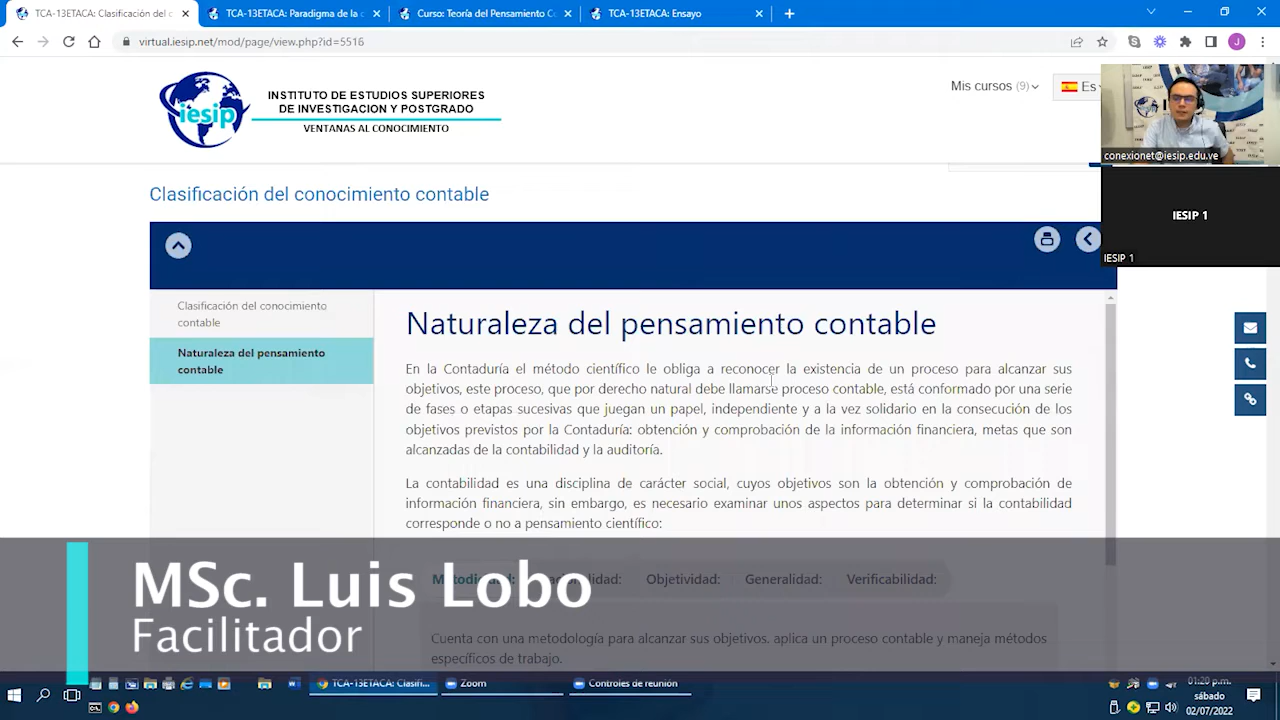 TCA-13ETACA: Clasificación del c
TCA-13ETACA: Paradigma de la c
Curso: Teoría del Pensamiento Co
TCA-13ETACA: Ensayo
virtual.iesip.net/mod/page/view.php?id=5516
J
iesip
INSTITUTO DE ESTUDIOS SUPERIORES
DE INVESTIGACION Y POSTGRADO
VENTANAS AL CONOCIMIENTO
Mis cursos (9)
Es
conexionet@iesip.edu.ve
IESIP 1
IESIP 1
Clasificación del conocimiento contable
Clasificación del conocimiento
contable
Naturaleza del pensamiento
contable
Naturaleza del pensamiento contable
En la Contaduría el método científico le obliga a reconocer la existencia de un proceso para alcanzar sus
objetivos, este proceso, que por derecho natural debe llamarse proceso contable, está conformado por una serie
de fases o etapas sucesivas que juegan un papel, independiente y a la vez solidario en la consecución de los
objetivos previstos por la Contaduría: obtención y comprobación de la información financiera, metas que son
alcanzadas de la contabilidad y la auditoría.
La contabilidad es una disciplina de carácter social, cuyos objetivos son la obtención y comprobación de
información financiera, sin embargo, es necesario examinar unos aspectos para determinar si la contabilidad
corresponde o no a pensamiento científico:
Objetividad: Generalidad: Verificabilidad:
Cuenta con una metodología para alcanzar sus objetivos. aplica un proceso contable y maneja métodos
específicos de trabajo.
MSc. Luis Lobo
Facilitador
TCA-13ETACA: Clasifi...
Zoom
Controles de reunión
01:20 p.m.
sábado
02/07/2022